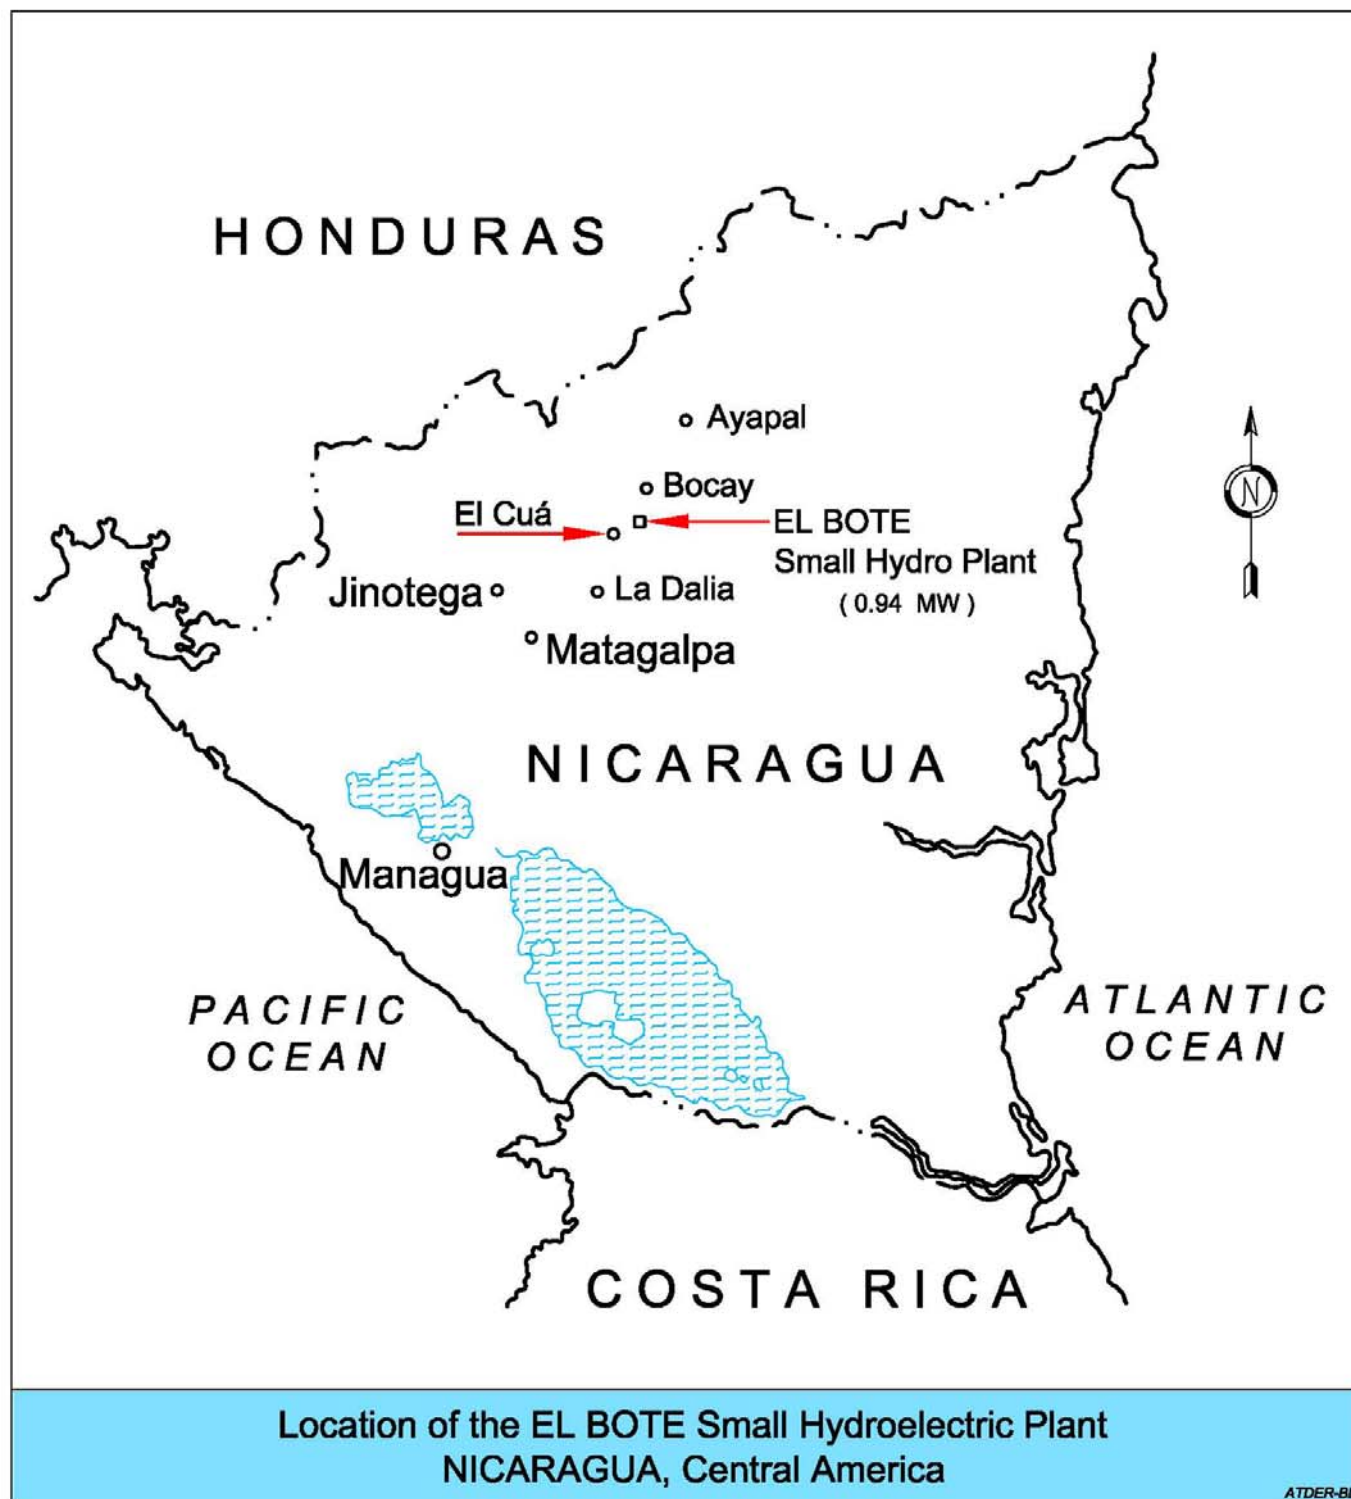 HONDURAS
Ayapal
Bocay
El Cuá
EL BOTE
Small Hydro Plant
( 0.94 MW )
Jinotega
La Dalia
Matagalpa
N
NICARAGUA
Managua
PACIFIC
OCEAN
ATLANTIC
OCEAN
COSTA RICA
Location of the EL BOTE Small Hydroelectric Plant
NICARAGUA, Central America